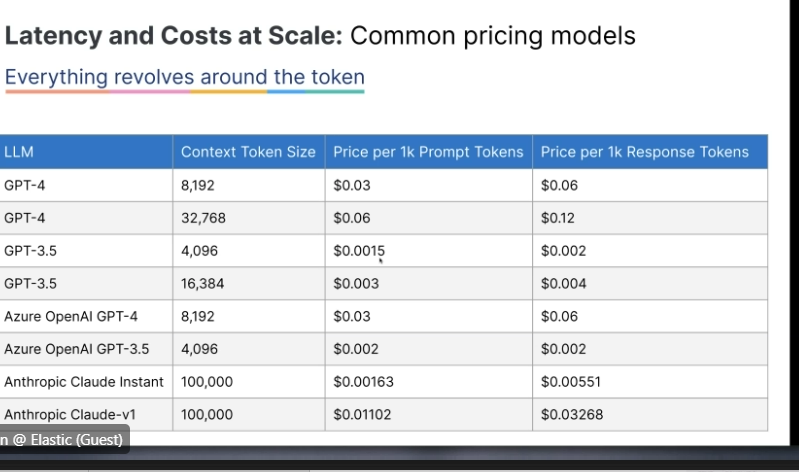 Latency and Costs at Scale: Common pricing models
Everything revolves around the token
LLM Context Token Size Price per 1k Prompt Tokens Price per 1k Response Tokens
GPT-4 8,192 $0.03 $0.06
GPT-4 32,768 $0.06 $0.12
GPT-3.5 4,096 $0.0015 $0.002
GPT-3.5 16,384 $0.003 $0.004
Azure OpenAI GPT-4 8,192 $0.03 $0.06
Azure OpenAI GPT-3.5 4,096 $0.002 $0.002
Anthropic Claude Instant 100,000 $0.00163 $0.00551
Anthropic Claude-v1 100,000 $0.01102 $0.03268
n @ Elastic (Guest)